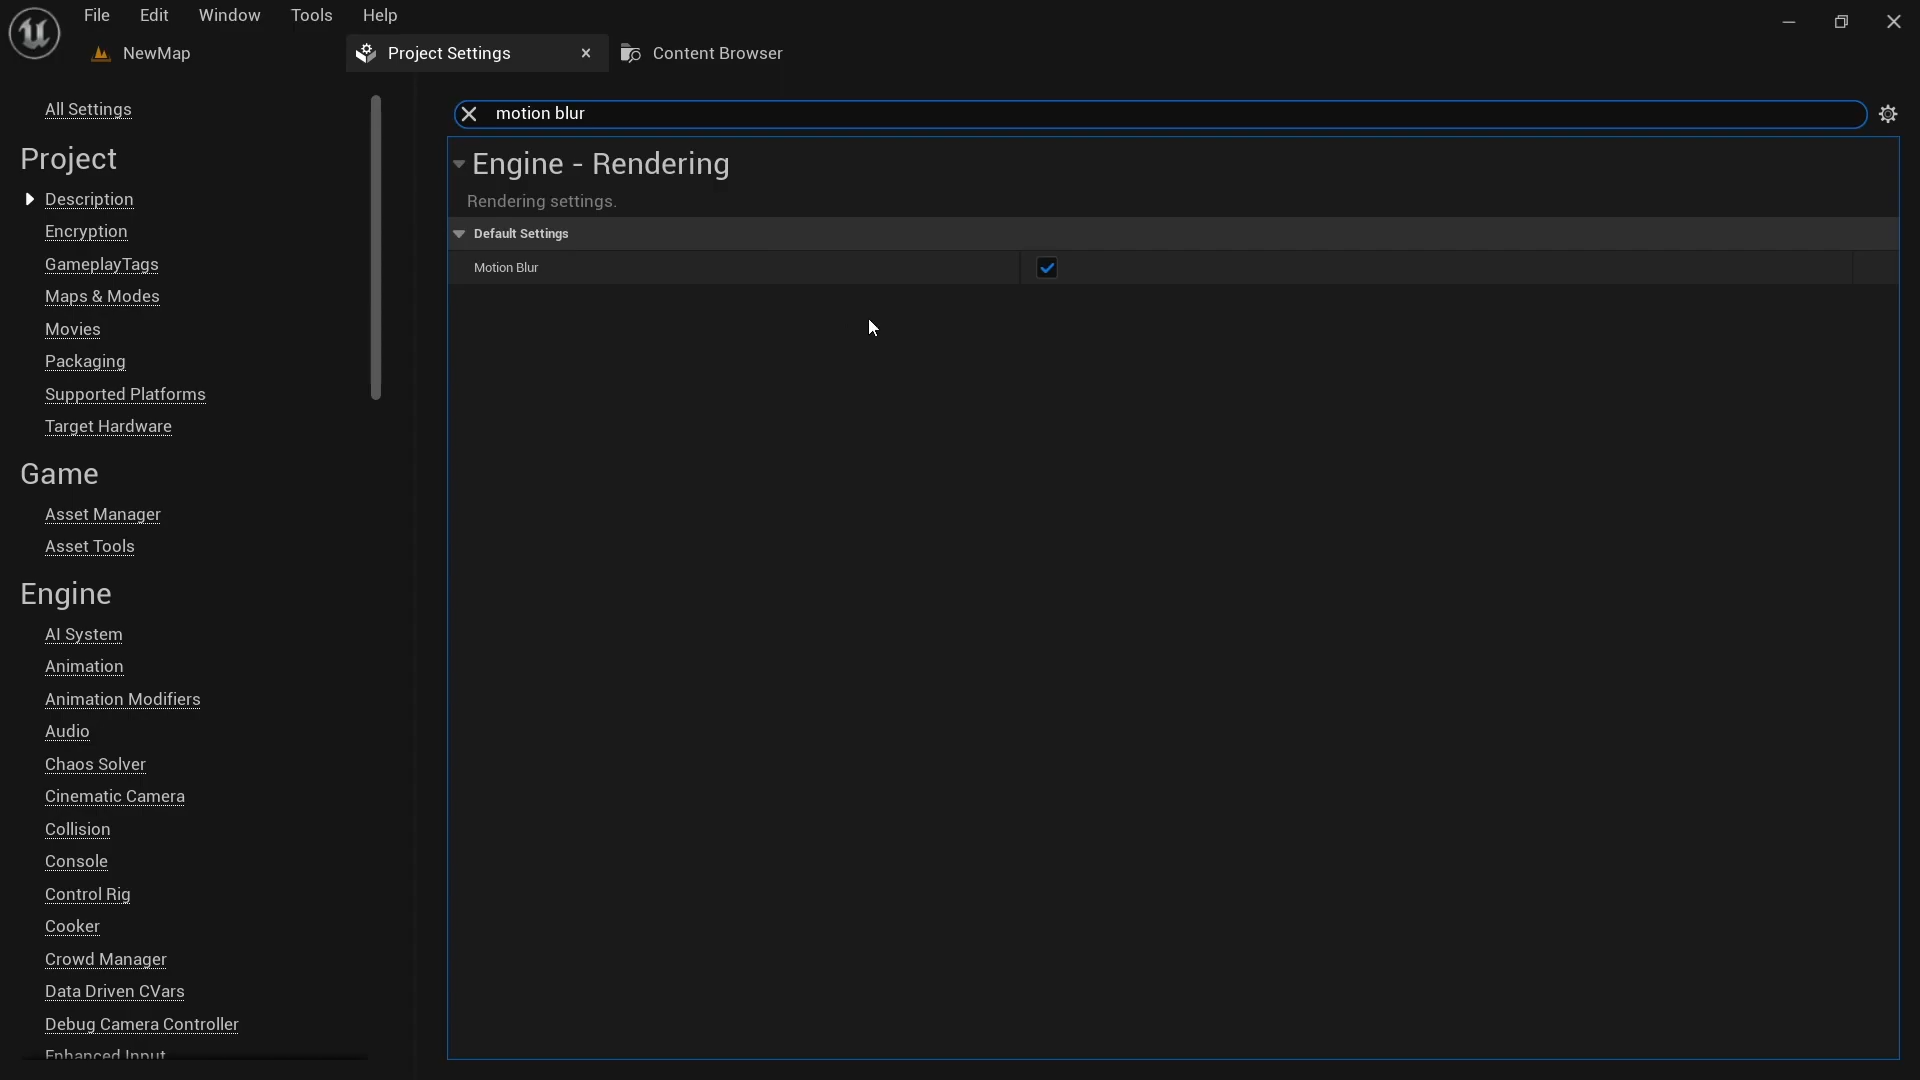 File Edit Window Tools Help
NewMap
Project Settings
Content Browser
All Settings
Project
Description
Encryption
GameplayTags
Maps & Modes
Movies
Packaging
Supported Platforms
Target Hardware
Game
Asset Manager
Asset Tools
Engine
AI System
Animation
Animation Modifiers
Audio
Chaos Solver
Cinematic Camera
Collision
Console
Control Rig
Cooker
Crowd Manager
Data Driven CVars
Debug Camera Controller
Enhanced Input
motion blur
Engine - Rendering
Rendering settings.
Default Settings
Motion Blur